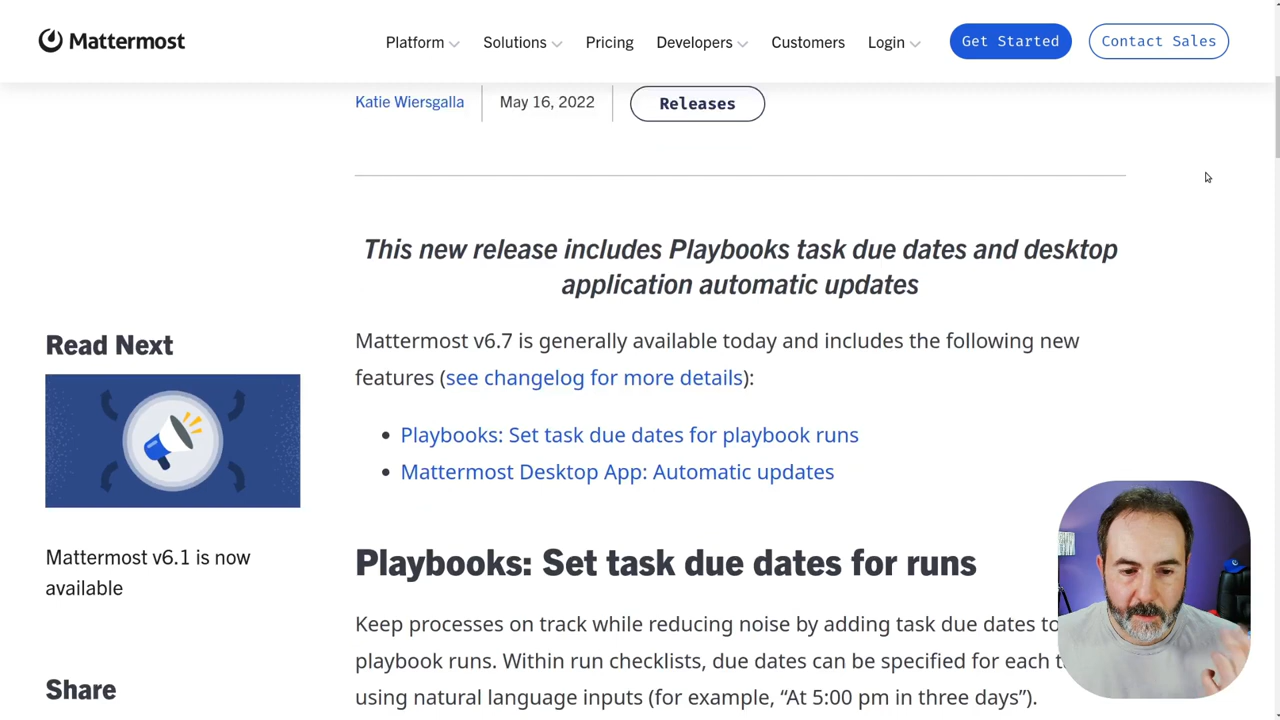 Mattermost
Platform
Solutions
Pricing
Developers
Customers
Login
Get Started
Contact Sales
Katie Wiersgalla
May 16, 2022
Releases
This new release includes Playbooks task due dates and desktop
application automatic updates
Mattermost v6.7 is generally available today and includes the following new
features (see changelog for more details):
Playbooks: Set task due dates for playbook runs
Mattermost Desktop App: Automatic updates
Read Next
Mattermost v6.1 is now
available
Share
Playbooks: Set task due dates for runs
Keep processes on track while reducing noise by adding task due dates to
playbook runs. Within run checklists, due dates can be specified for each
using natural language inputs (for example, “At 5:00 pm in three days”).